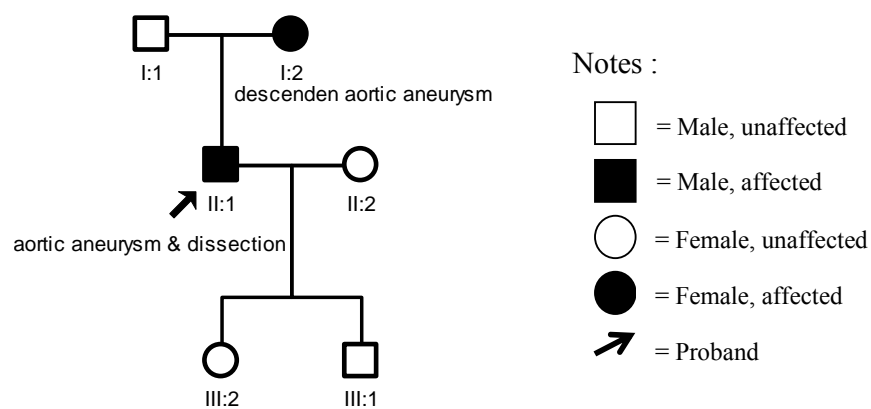 I:1
I:2
descenden aortic aneurysm
II:1
II:2
aortic aneurysm & dissection
III:2
III:1
Notes :
= Male, unaffected
= Male, affected
= Female, unaffected
= Female, affected
= Proband